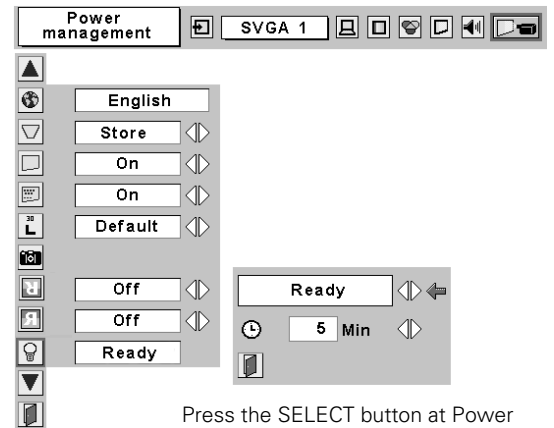 Power
management
SVGA 1
English
Store
On
On
30
L
Default
Off
Ready
R
Off
5 Min
R
Ready
Press the SELECT button at Power